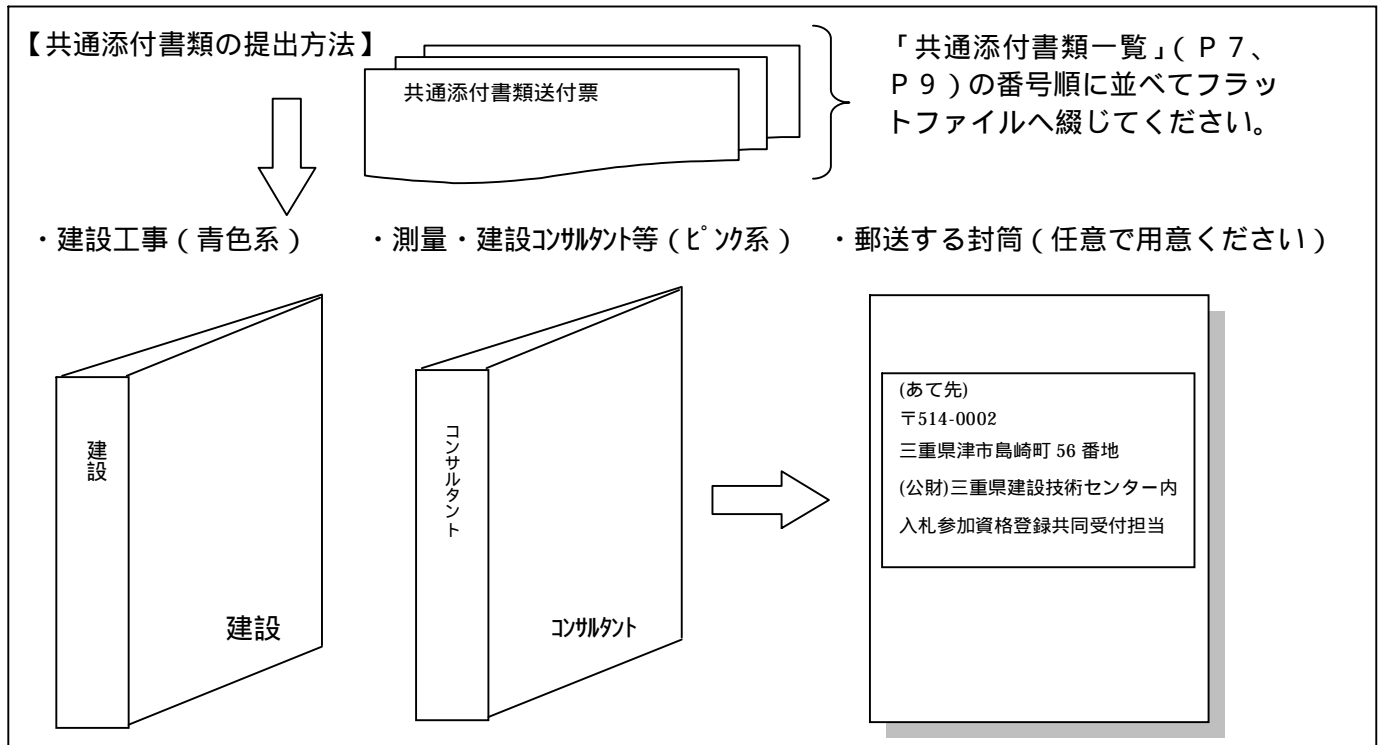 【共通添付書類の提出方法】
共通添付書類送付票
「共通添付書類一覧」(P7、
P9)の番号順に並べてフラッ
トファイルへ綴じてください。
・建設工事(青色系)
・測量・建設ｺﾝｻﾙﾀﾝﾄ等(ﾋﾟﾝｸ系)
・郵送する封筒(任意で用意ください)
建設
建設
コンサルタント
ｺﾝｻﾙﾀﾝﾄ
(あて先)
〒514-0002
三重県津市島崎町 56 番地
(公財)三重県建設技術センター内
入札参加資格登録共同受付担当